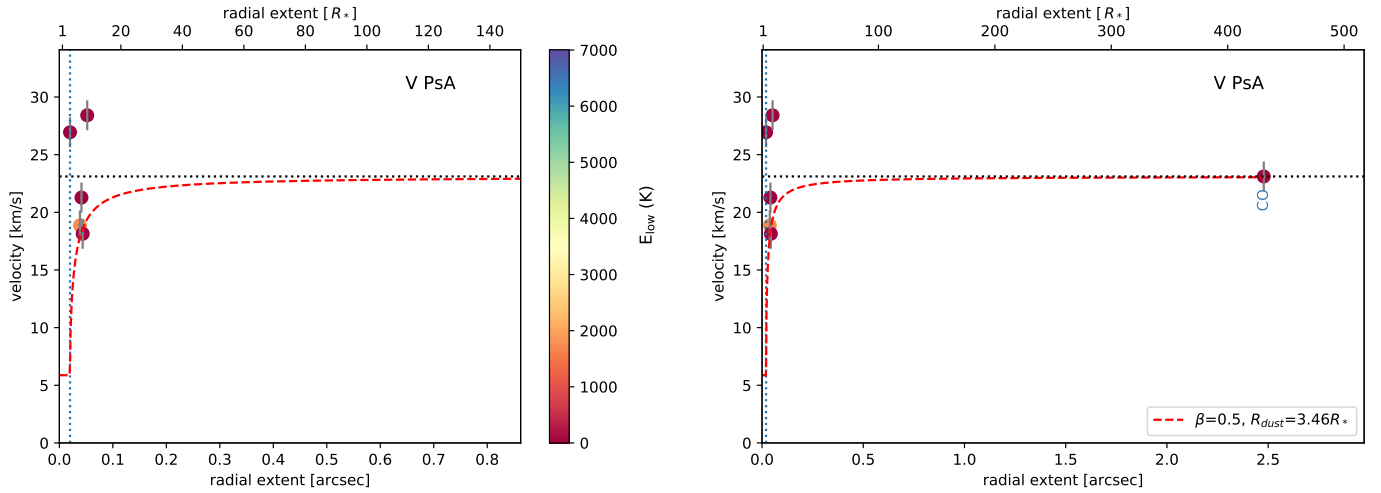 radial extent [R*]
1 20 40 60 80 100 120 140
V PsA
velocity [km/s]
30
25
20
15
10
5
0
0.0 0.1 0.2 0.3 0.4 0.5 0.6 0.7 0.8
radial extent [arcsec]
7000
6000
5000
4000
3000
2000
1000
0
E_low (K)
radial extent [R*]
1 100 200 300 400 500
V PsA
velocity [km/s]
30
25
20
15
10
5
0
CO
β=0.5, R_dust=3.46R*
0.0 0.5 1.0 1.5 2.0 2.5
radial extent [arcsec]